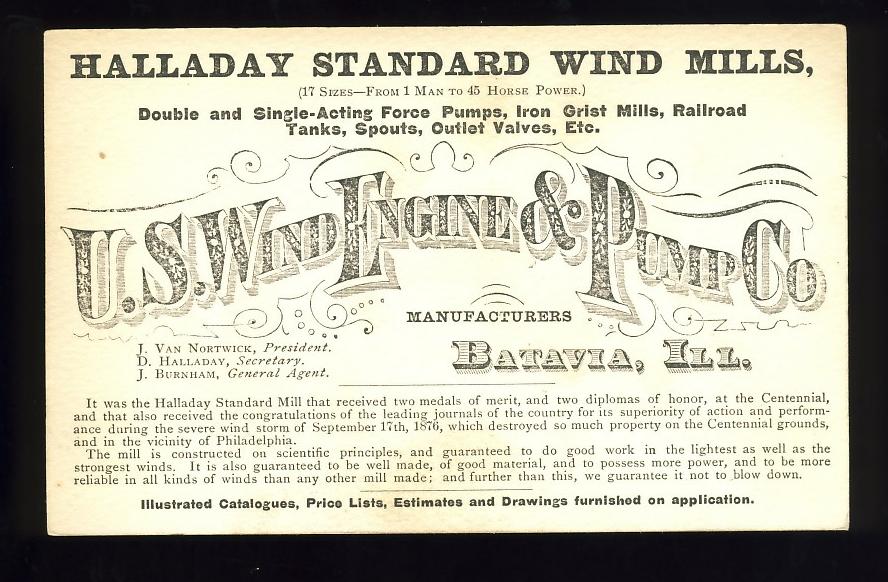 HALLADAY STANDARD WIND MILLS,
(17 SIZES—FROM 1 MAN TO 45 HORSE POWER.)
Double and Single-Acting Force Pumps, Iron Grist Mills, Railroad
Tanks, Spouts, Outlet Valves, Etc.
U.S. WIND ENGINE & PUMP CO
MANUFACTURERS
BATAVIA, ILL.
J. VAN NORTWICK, President.
D. HALLADAY, Secretary.
J. BURNHAM, General Agent.
It was the Halladay Standard Mill that received two medals of merit, and two diplomas of honor, at the Centennial,
and that also received the congratulations of the leading journals of the country for its superiority of action and perform-
ance during the severe wind storm of September 17th, 1876, which destroyed so much property on the Centennial grounds,
and in the vicinity of Philadelphia.
The mill is constructed on scientific principles, and guaranteed to do good work in the lightest as well as the
strongest winds. It is also guaranteed to be well made, of good material, and to possess more power, and to be more
reliable in all kinds of winds than any other mill made; and further than this, we guarantee it not to blow down.
Illustrated Catalogues, Price Lists, Estimates and Drawings furnished on application.